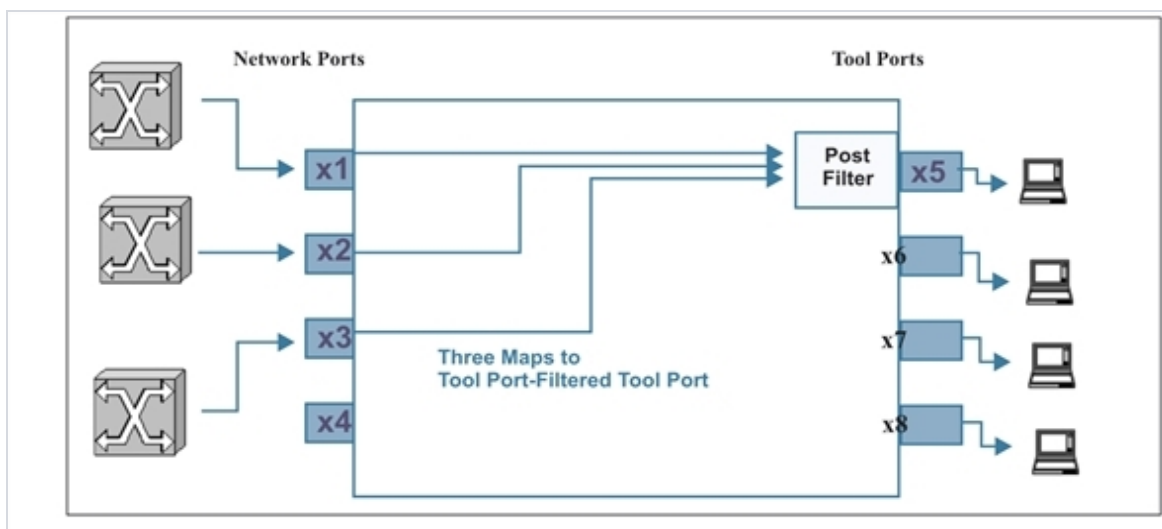 Network Ports
Tool Ports
x1
Post
Filter
x5
x2
x6
x3
x7
Three Maps to
Tool Port-Filtered Tool Port
x4
x8